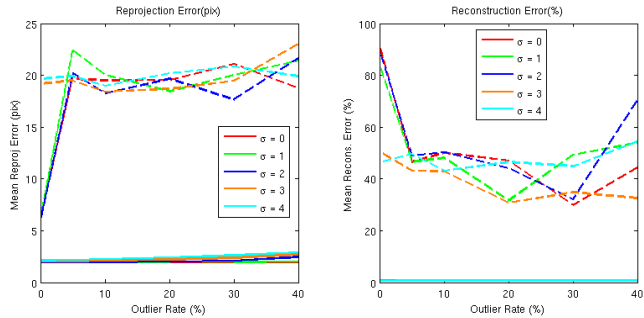 Reprojection Error(pix)
Mean Reproj Error (pix)
25
20
15
10
5
0
σ = 0
σ = 1
σ = 2
σ = 3
σ = 4
0 10 20 30 40
Outlier Rate (%)
Reconstruction Error(%)
Mean Recons. Error (%)
100
80
60
40
20
0
σ = 0
σ = 1
σ = 2
σ = 3
σ = 4
0 10 20 30 40
Outlier Rate (%)